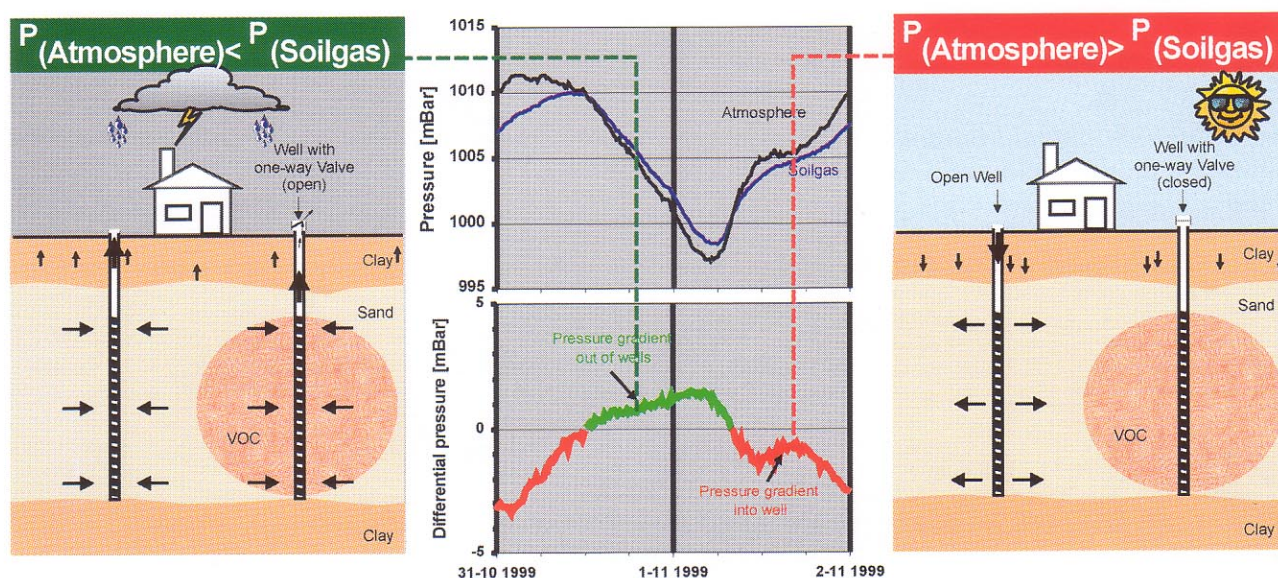 P(Atmosphere)< P(Soilgas)
Well with
one-way Valve
(open)
Clay
Sand
VOC
Clay
1015
1010
1005
1000
995
Pressure [mBar]
Atmosphere
Soilgas
5
0
-5
Differential pressure [mBar]
Pressure gradient
out of wells
Pressure gradient
into well
31-10 1999
1-11 1999
2-11 1999
P(Atmosphere)> P(Soilgas)
Open Well
Well with
one-way Valve
(closed)
Clay
Sand
VOC
Clay